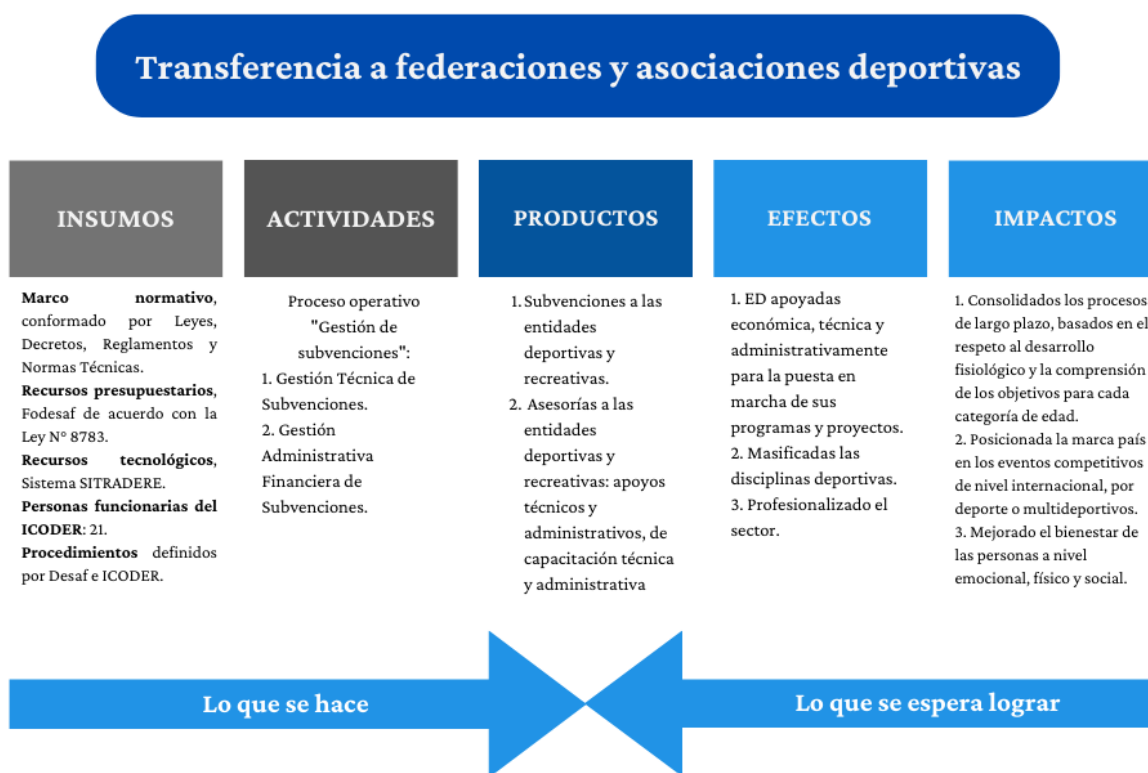 Transferencia a federaciones y asociaciones deportivas
INSUMOS
Marco normativo,
conformado por Leyes,
Decretos, Reglamentos y
Normas Técnicas.
Recursos presupuestarios,
Fodesaf de acuerdo con la
Ley N° 8783.
Recursos tecnológicos,
Sistema SITRADERE.
Personas funcionarias del
ICODER: 21.
Procedimientos definidos
por Desaf e ICODER.
ACTIVIDADES
Proceso operativo
"Gestión de
subvenciones":
1. Gestión Técnica de
Subvenciones.
2. Gestión
Administrativa
Financiera de
Subvenciones.
PRODUCTOS
1. Subvenciones a las
entidades
deportivas y
recreativas.
2. Asesorías a las
entidades
deportivas y
recreativas: apoyos
técnicos y
administrativos, de
capacitación técnica
y administrativa
EFECTOS
1. ED apoyadas
económica, técnica y
administrativamente
para la puesta en
marcha de sus
programas y proyectos.
2. Masificadas las
disciplinas deportivas.
3. Profesionalizado el
sector.
IMPACTOS
1. Consolidados los procesos
de largo plazo, basados en el
respeto al desarrollo
fisiológico y la comprensión
de los objetivos para cada
categoría de edad.
2. Posicionada la marca país
en los eventos competitivos
de nivel internacional, por
deporte o multideportivos.
3. Mejorado el bienestar de
las personas a nivel
emocional, físico y social.
Lo que se hace
Lo que se espera lograr